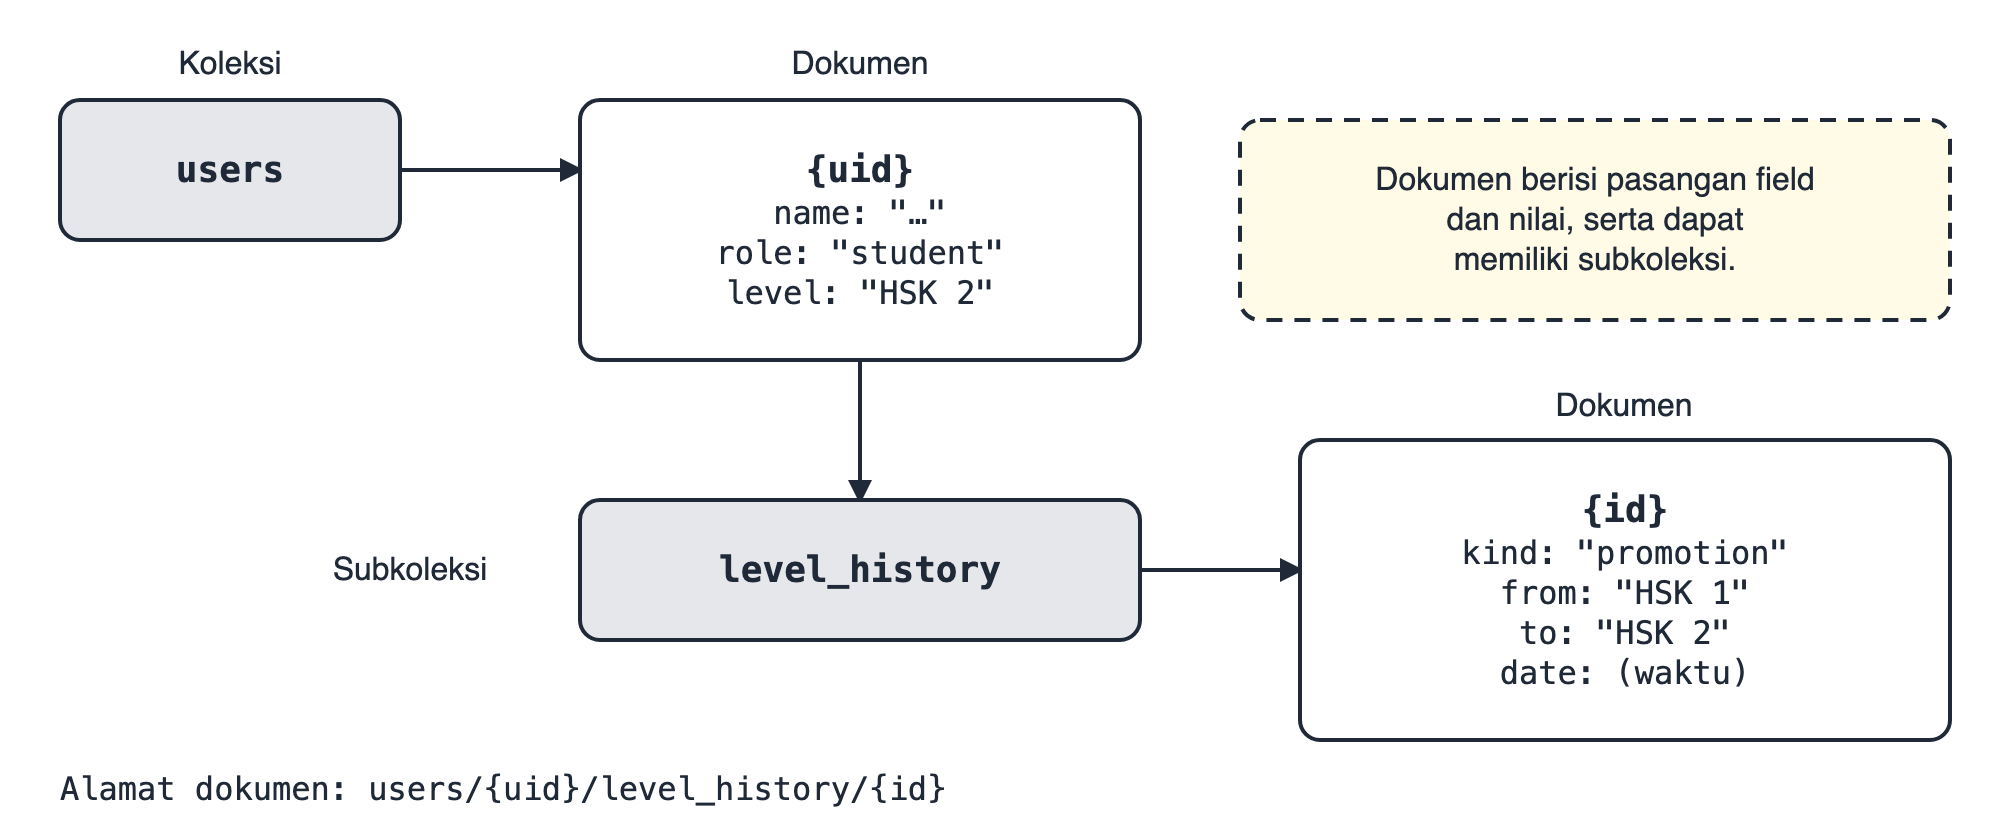 Koleksi
users
Dokumen
{uid}
name: "…"
role: "student"
level: "HSK 2"
Dokumen berisi pasangan field
dan nilai, serta dapat
memiliki subkoleksi.
Subkoleksi
level_history
Dokumen
{id}
kind: "promotion"
from: "HSK 1"
to: "HSK 2"
date: (waktu)
Alamat dokumen: users/{uid}/level_history/{id}